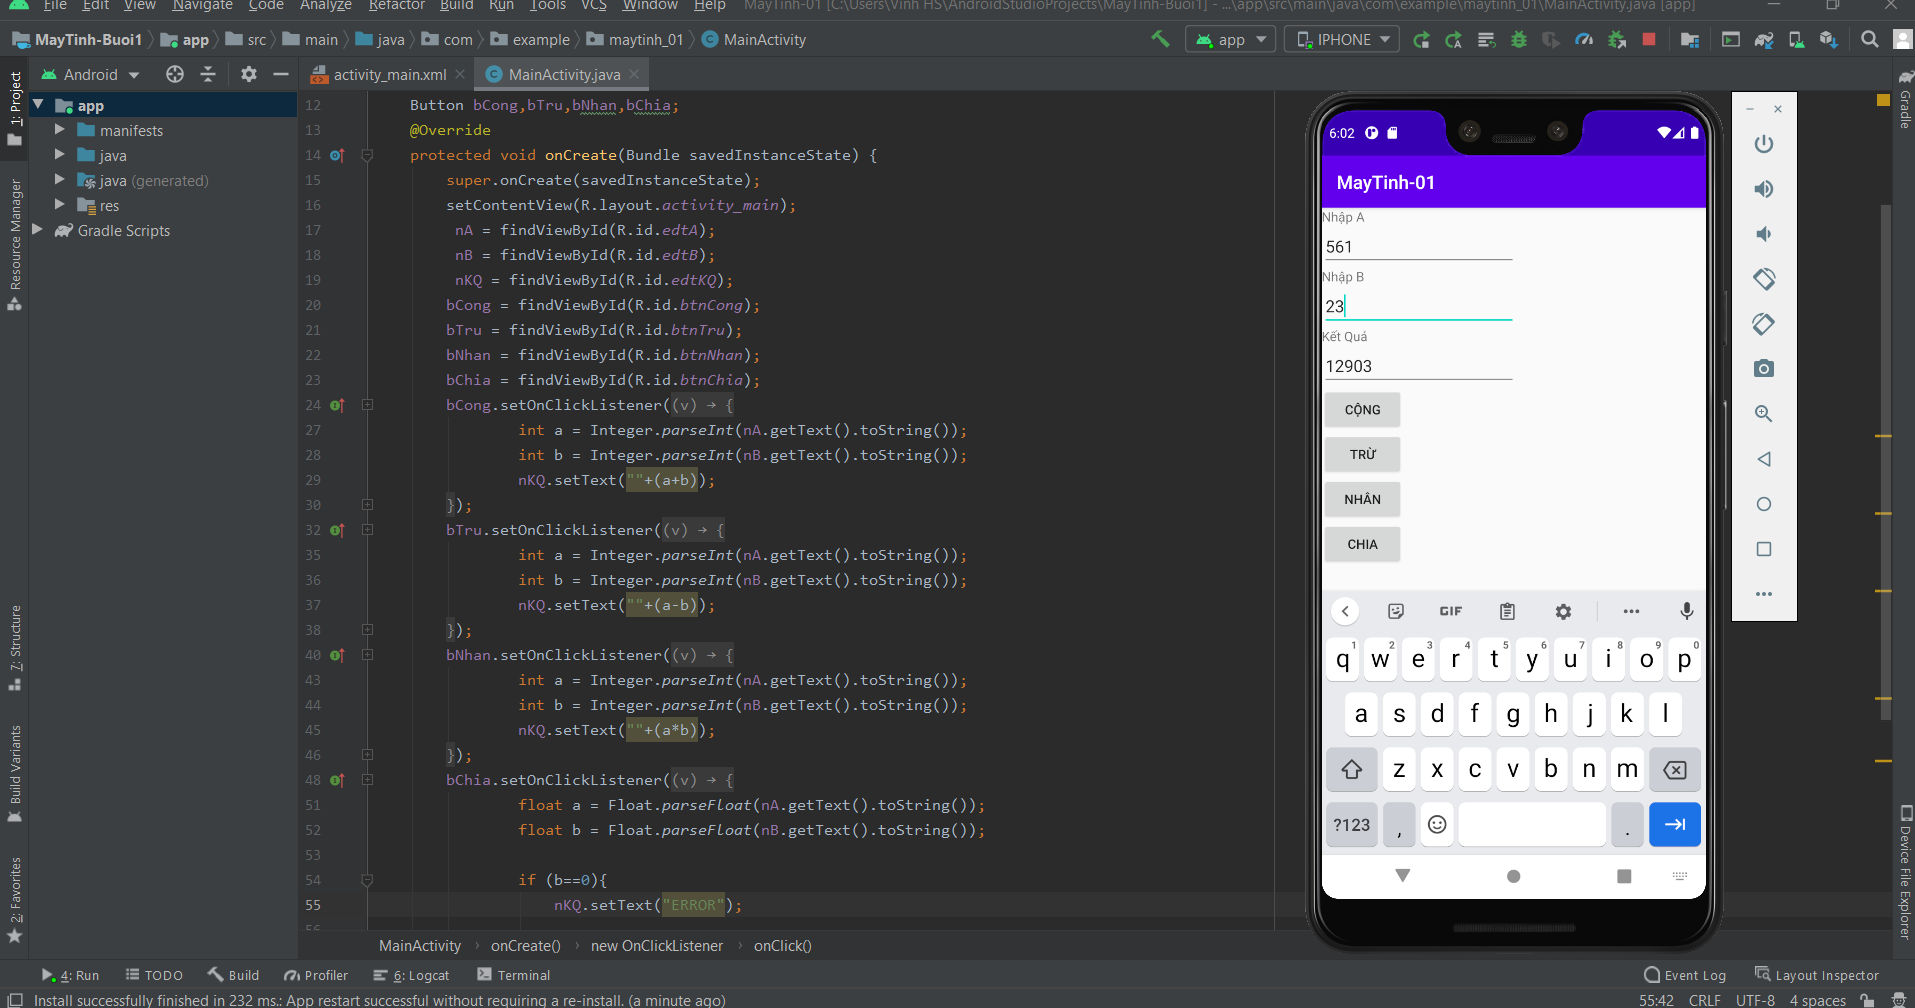 File Edit View Navigate Code Analyze Refactor Build Run Tools VCS Window Help MayTinh-01 [C:\Users\Vinh HS\AndroidStudioProjects\MayTinh-Buoi1] - ...\app\src\main\java\com\example\maytinh_01\MainActivity.java [app]
MayTinh-Buoi1 app src main java com example maytinh_01 MainActivity app IPHONE
Android activity_main.xml MainActivity.java
1: Project
Resource Manager
7: Structure
Build Variants
2: Favorites
app
manifests
java
java (generated)
res
Gradle Scripts
12 Button bCong,bTru,bNhan,bChia;
13 @Override
14 protected void onCreate(Bundle savedInstanceState) {
15 super.onCreate(savedInstanceState);
16 setContentView(R.layout.activity_main);
17 nA = findViewById(R.id.edtA);
18 nB = findViewById(R.id.edtB);
19 nKQ = findViewById(R.id.edtKQ);
20 bCong = findViewById(R.id.btnCong);
21 bTru = findViewById(R.id.btnTru);
22 bNhan = findViewById(R.id.btnNhan);
23 bChia = findViewById(R.id.btnChia);
24 bCong.setOnClickListener((v) → {
27 int a = Integer.parseInt(nA.getText().toString());
28 int b = Integer.parseInt(nB.getText().toString());
29 nKQ.setText(""+(a+b));
30 });
32 bTru.setOnClickListener((v) → {
35 int a = Integer.parseInt(nA.getText().toString());
36 int b = Integer.parseInt(nB.getText().toString());
37 nKQ.setText(""+(a-b));
38 });
40 bNhan.setOnClickListener((v) → {
43 int a = Integer.parseInt(nA.getText().toString());
44 int b = Integer.parseInt(nB.getText().toString());
45 nKQ.setText(""+(a*b));
46 });
48 bChia.setOnClickListener((v) → {
51 float a = Float.parseFloat(nA.getText().toString());
52 float b = Float.parseFloat(nB.getText().toString());
53
54 if (b==0){
55 nKQ.setText("ERROR");
56
MainActivity › onCreate() › new OnClickListener › onClick()
6:02
MayTinh-01
Nhập A
561
Nhập B
23
Kết Quả
12903
CỘNG
TRỪ
NHÂN
CHIA
GIF
q1 w2 e3 r4 t5 y6 u7 i8 o9 p0
a s d f g h j k l
z x c v b n m
?123 , .
Gradle
Device File Explorer
4: Run TODO Build Profiler 6: Logcat Terminal Event Log Layout Inspector
Install successfully finished in 232 ms.: App restart successful without requiring a re-install. (a minute ago) 55:42 CRLF UTF-8 4 spaces